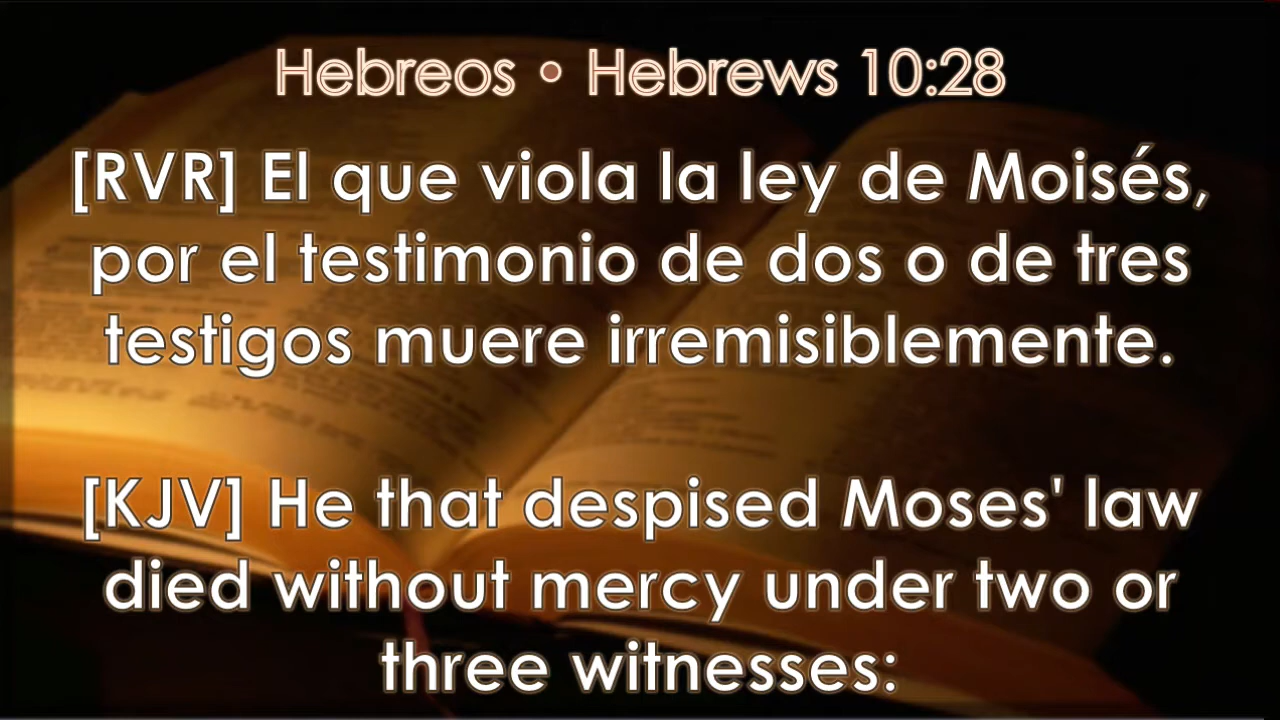 Hebreos • Hebrews 10:28
[RVR] El que viola la ley de Moisés,
por el testimonio de dos o de tres
testigos muere irremisiblemente.
[KJV] He that despised Moses' law
died without mercy under two or
three witnesses: